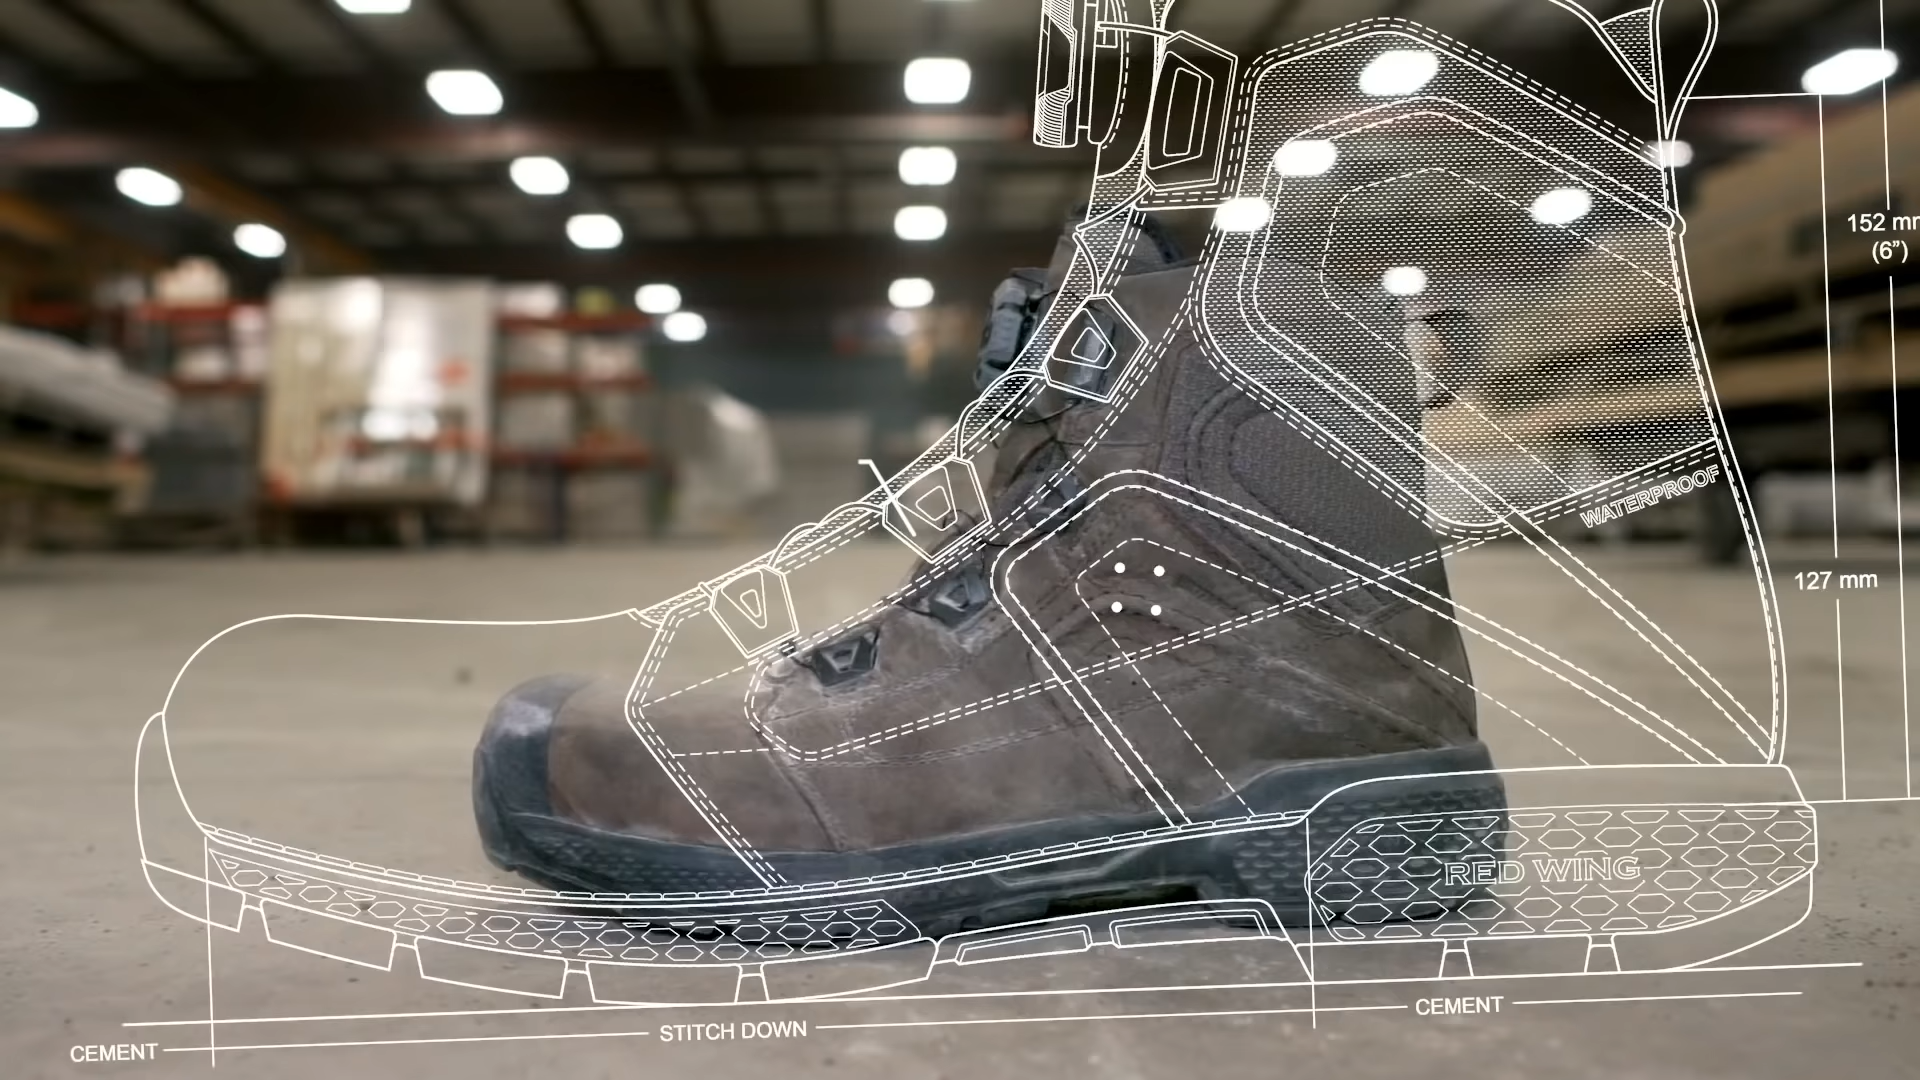 152 mm
(6”)
WATERPROOF
127 mm
RED WING
CEMENT
STITCH DOWN
CEMENT